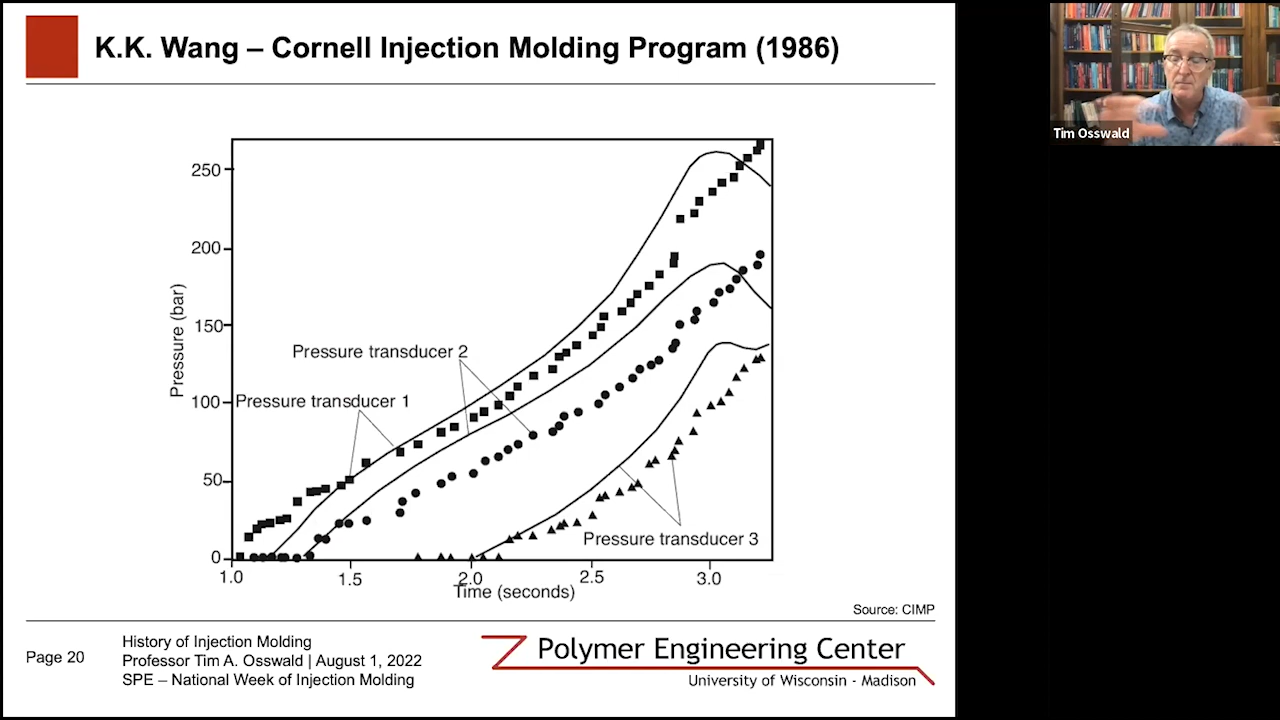 K.K. Wang – Cornell Injection Molding Program (1986)
Tim Osswald
250
200
150
100
50
0
Pressure (bar)
Pressure transducer 2
Pressure transducer 1
Pressure transducer 3
1.0
1.5
2.0
2.5
3.0
Time (seconds)
Source: CIMP
Page 20
History of Injection Molding
Professor Tim A. Osswald | August 1, 2022
SPE – National Week of Injection Molding
Polymer Engineering Center
University of Wisconsin - Madison